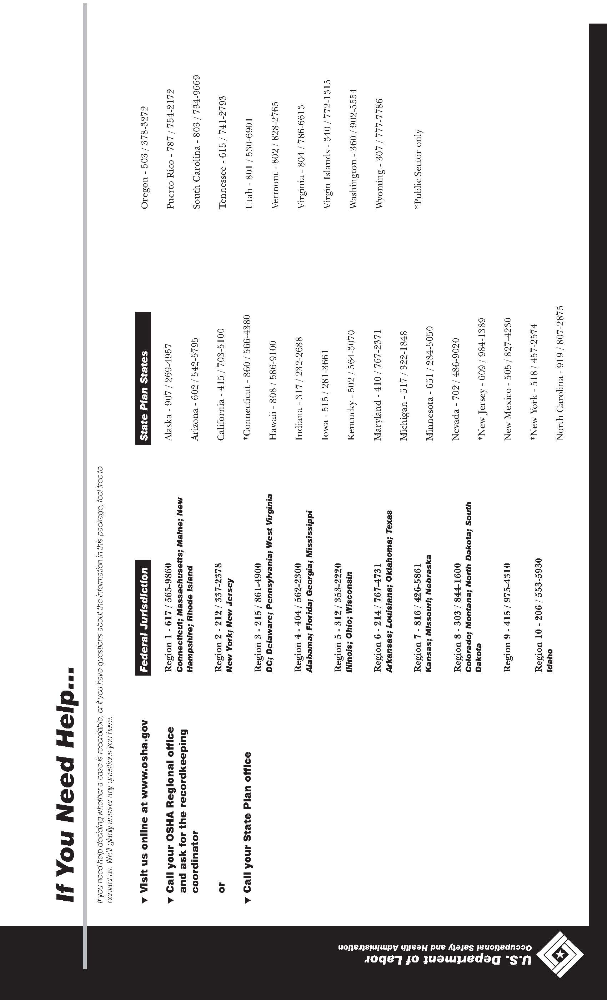 If You Need Help...
If you need help deciding whether a case is recordable, or if you have questions about the information in this package, feel free to
contact us. We'll gladly answer any questions you have.
▼ Visit us online at www.osha.gov
▼ Call your OSHA Regional office
and ask for the recordkeeping
coordinator
or
▼ Call your State Plan office
Federal Jurisdiction
Region 1 - 617 / 565-9860
Connecticut; Massachusetts; Maine; New
Hampshire; Rhode Island
Region 2 - 212 / 337-2378
New York; New Jersey
Region 3 - 215 / 861-4900
DC; Delaware; Pennsylvania; West Virginia
Region 4 - 404 / 562-2300
Alabama; Florida; Georgia; Mississippi
Region 5 - 312 / 353-2220
Illinois; Ohio; Wisconsin
Region 6 - 214 / 767-4731
Arkansas; Louisiana; Oklahoma; Texas
Region 7 - 816 / 426-5861
Kansas; Missouri; Nebraska
Region 8 - 303 / 844-1600
Colorado; Montana; North Dakota; South
Dakota
Region 9 - 415 / 975-4310
Region 10 - 206 / 553-5930
Idaho
State Plan States
Alaska - 907 / 269-4957
Arizona - 602 / 542-5795
California - 415 / 703-5100
*Connecticut - 860 / 566-4380
Hawaii - 808 / 586-9100
Indiana - 317 / 232-2688
Iowa - 515 / 281-3661
Kentucky - 502 / 564-3070
Maryland - 410 / 767-2371
Michigan - 517 / 322-1848
Minnesota - 651 / 284-5050
Nevada - 702 / 486-9020
*New Jersey - 609 / 984-1389
New Mexico - 505 / 827-4230
*New York - 518 / 457-2574
North Carolina - 919 / 807-2875
Oregon - 503 / 378-3272
Puerto Rico - 787 / 754-2172
South Carolina - 803 / 734-9669
Tennessee - 615 / 741-2793
Utah - 801 / 530-6901
Vermont - 802 / 828-2765
Virginia - 804 / 786-6613
Virgin Islands - 340 / 772-1315
Washington - 360 / 902-5554
Wyoming - 307 / 777-7786
*Public Sector only
U.S. Department of Labor
Occupational Safety and Health Administration